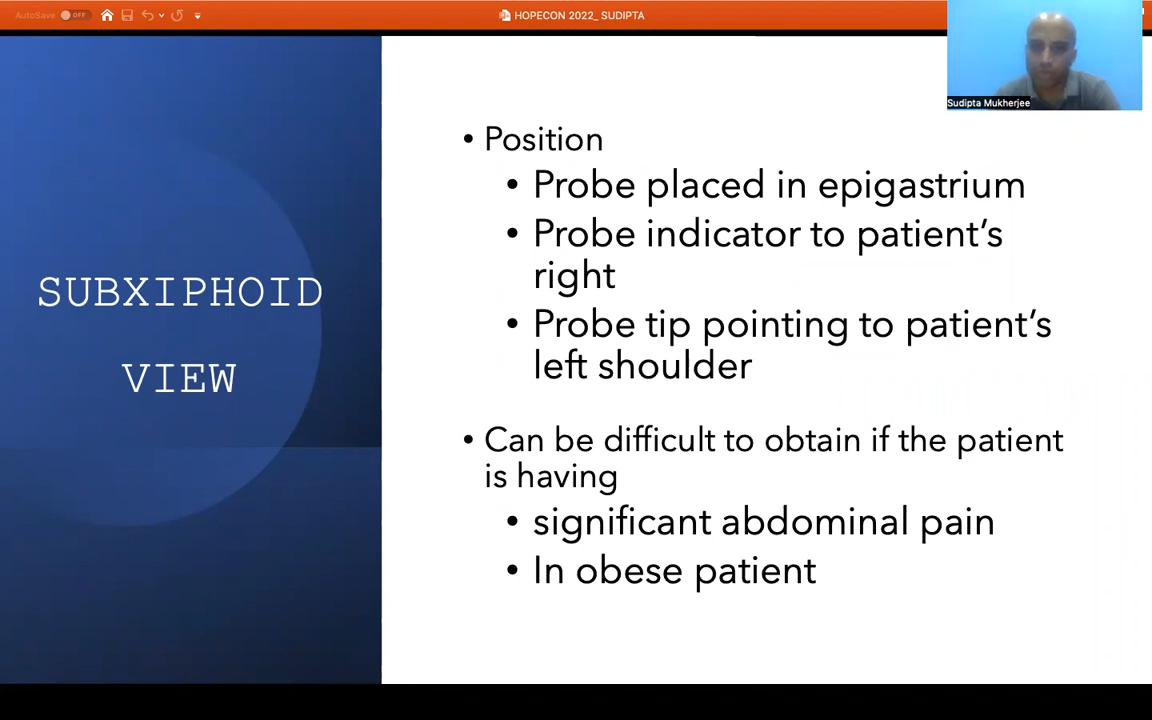 AutoSave OFF
HOPECON 2022_ SUDIPTA
Sudipta Mukherjee
SUBXIPHOID
VIEW
• Position
• Probe placed in epigastrium
• Probe indicator to patient’s
right
• Probe tip pointing to patient’s
left shoulder
• Can be difficult to obtain if the patient
is having
• significant abdominal pain
• In obese patient